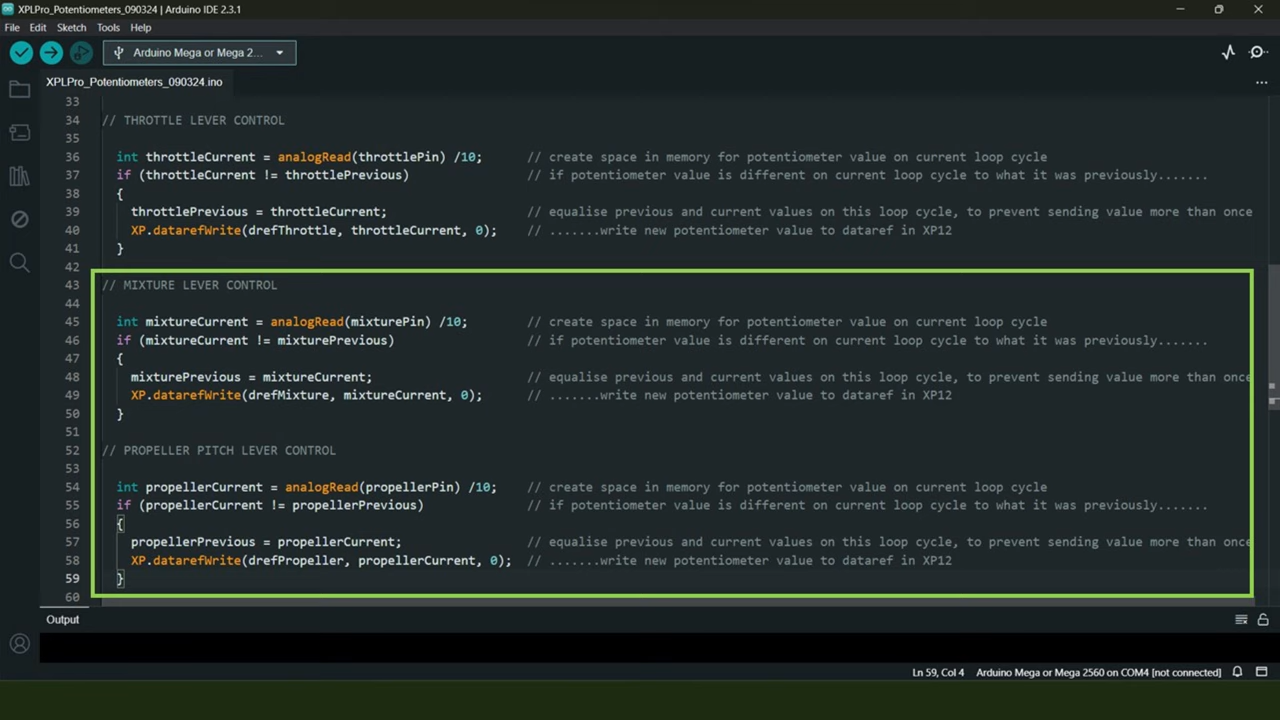 XPLPro_Potentiometers_090324 | Arduino IDE 2.3.1
File Edit Sketch Tools Help
Arduino Mega or Mega 2...
XPLPro_Potentiometers_090324.ino
33
34 // THROTTLE LEVER CONTROL
35
36 int throttleCurrent = analogRead(throttlePin) /10; // create space in memory for potentiometer value on current loop cycle
37 if (throttleCurrent != throttlePrevious) // if potentiometer value is different on current loop cycle to what it was previously.......
38 {
39 throttlePrevious = throttleCurrent; // equalise previous and current values on this loop cycle, to prevent sending value more than once
40 XP.datarefWrite(drefThrottle, throttleCurrent, 0); // .......write new potentiometer value to dataref in XP12
41 }
42
43 // MIXTURE LEVER CONTROL
44
45 int mixtureCurrent = analogRead(mixturePin) /10; // create space in memory for potentiometer value on current loop cycle
46 if (mixtureCurrent != mixturePrevious) // if potentiometer value is different on current loop cycle to what it was previously.......
47 {
48 mixturePrevious = mixtureCurrent; // equalise previous and current values on this loop cycle, to prevent sending value more than once
49 XP.datarefWrite(drefMixture, mixtureCurrent, 0); // .......write new potentiometer value to dataref in XP12
50 }
51
52 // PROPELLER PITCH LEVER CONTROL
53
54 int propellerCurrent = analogRead(propellerPin) /10; // create space in memory for potentiometer value on current loop cycle
55 if (propellerCurrent != propellerPrevious) // if potentiometer value is different on current loop cycle to what it was previously.......
56 {
57 propellerPrevious = propellerCurrent; // equalise previous and current values on this loop cycle, to prevent sending value more than once
58 XP.datarefWrite(drefPropeller, propellerCurrent, 0); // .......write new potentiometer value to dataref in XP12
59 }
60
Output
Ln 59, Col 4 Arduino Mega or Mega 2560 on COM4 [not connected]